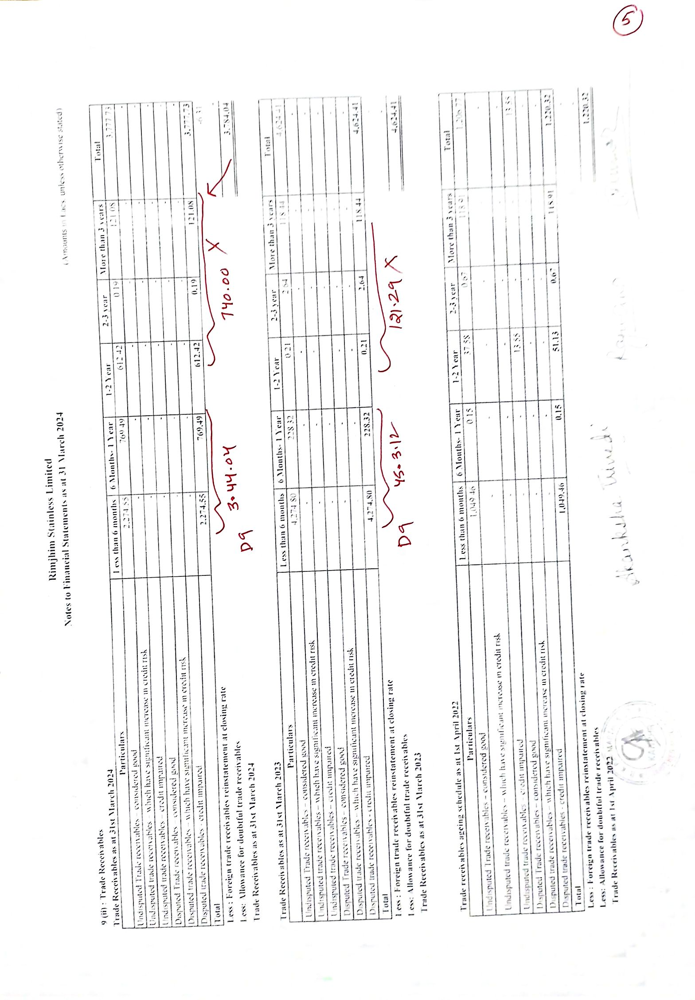 5
Rimjhim Stainless Limited
Notes to Financial Statements as at 31 March 2024
(Amounts in Lacs, unless otherwise stated)
9 (ii) : Trade Receivables
Trade Receivables as at 31st March 2024
Particulars Less than 6 months 6 Months- 1 Year 1-2 Year 2-3 year More than 3 years Total
Undisputed Trade receivables – considered good 2,274.55 769.49 612.42 0.19 121.08 3,777.73
Undisputed trade receivables – which have significant increase in credit risk - - - - - -
Undisputed trade receivables – credit impaired - - - - - -
Disputed Trade receivables – considered good - - - - - -
Disputed trade receivables – which have significant increase in credit risk - - - - - -
Disputed trade receivables - credit impaired - - - - - -
Total 2,274.55 769.49 612.42 0.19 121.08 3,777.73
Less : Foreign trade receivables reinstatement at closing rate -6.31
Less: Allowance for doubtful trade receivables -
Trade Receivables as at 31st March 2024 3,784.04
D9 3044.04 740.00 X
Trade Receivables as at 31st March 2023
Particulars Less than 6 months 6 Months- 1 Year 1-2 Year 2-3 year More than 3 years Total
Undisputed Trade receivables – considered good 4,274.80 228.32 0.21 2.64 118.44 4,624.41
Undisputed trade receivables – which have significant increase in credit risk - - - - - -
Undisputed trade receivables – credit impaired - - - - - -
Disputed Trade receivables – considered good - - - - - -
Disputed trade receivables – which have significant increase in credit risk - - - - - -
Disputed trade receivables - credit impaired - - - - - -
Total 4,274.80 228.32 0.21 2.64 118.44 4,624.41
Less : Foreign trade receivables reinstatement at closing rate -
Less: Allowance for doubtful trade receivables -
Trade Receivables as at 31st March 2023 4,624.41
D9 4503.12 121.29 X
Trade receivables ageing schedule as at 1st April 2022
Particulars Less than 6 months 6 Months- 1 Year 1-2 Year 2-3 year More than 3 years Total
Undisputed Trade receivables – considered good 1,049.46 0.15 37.58 0.67 118.91 1,206.77
Undisputed trade receivables – which have significant increase in credit risk - - - - - -
Undisputed trade receivables – credit impaired - - 13.55 - - 13.55
Disputed Trade receivables – considered good - - - - - -
Disputed trade receivables – which have significant increase in credit risk - - - - - -
Disputed trade receivables - credit impaired
Total 1,049.46 0.15 51.13 0.67 118.91 1,220.32
Less : Foreign trade receivables reinstatement at closing rate -
Less: Allowance for doubtful trade receivables -
Trade Receivables as at 1st April 2022 1,220.32
Akanksha Trivedi